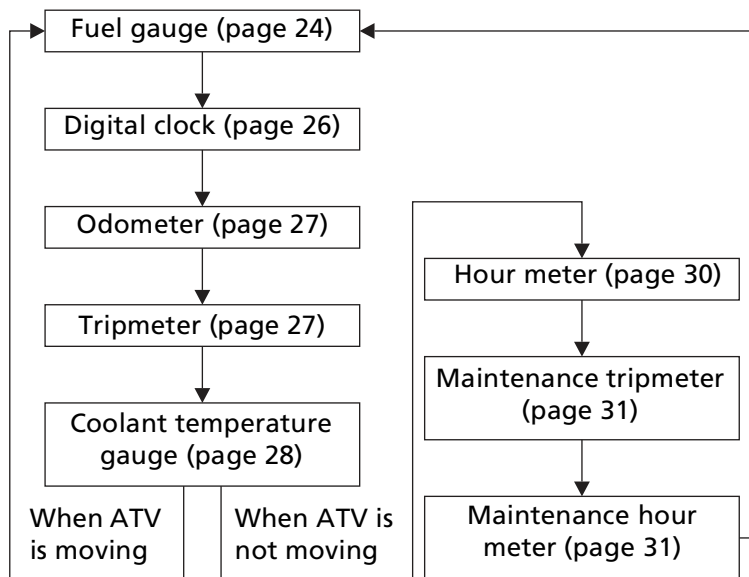 Fuel gauge (page 24)
Digital clock (page 26)
Odometer (page 27)
Tripmeter (page 27)
Coolant temperature
gauge (page 28)
When ATV
is moving
When ATV is
not moving
Hour meter (page 30)
Maintenance tripmeter
(page 31)
Maintenance hour
meter (page 31)